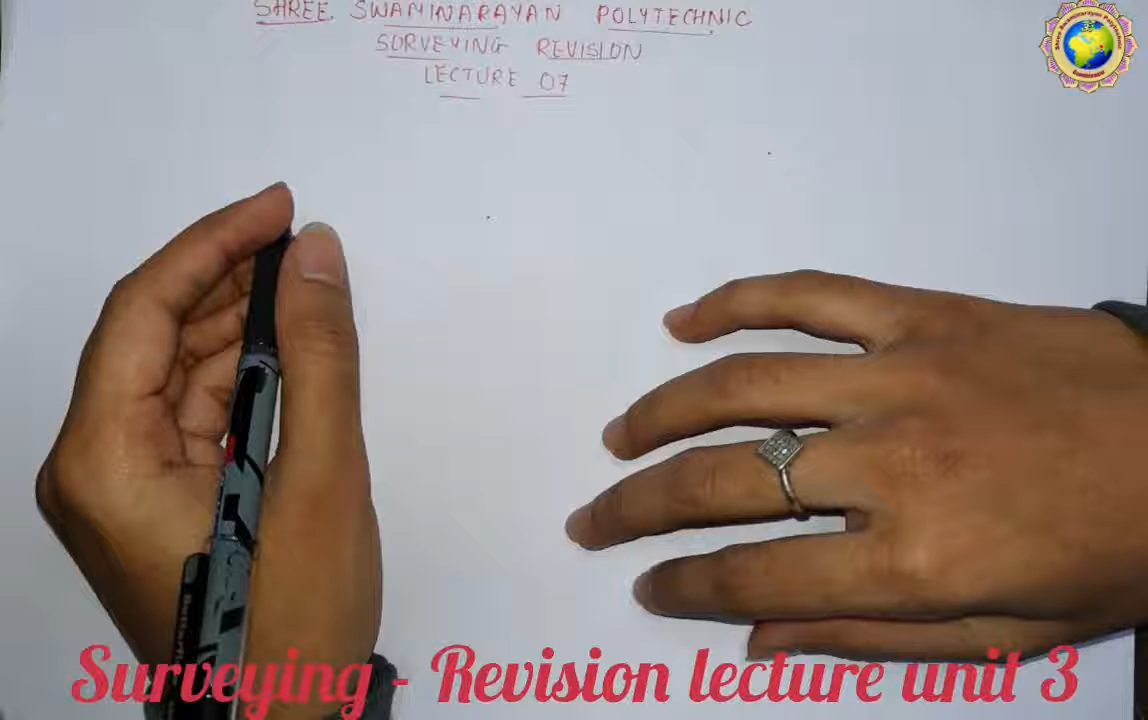 SHREE SWAMINARAYAN POLYTECHNIC
SURVEYING REVISION
LECTURE 07
Surveying - Revision lecture unit 3